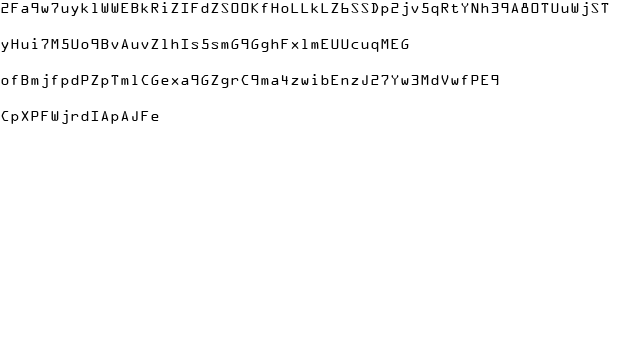 2Fa9w7uyklWWEBkRiZIFdZSOOKfHoLLkLZ6SSDp2jv5qRtYNh39A8OTUuWjST
yHui7M5Uo9BvAuvZlhIs5smG9GghFxlmEUUcuqMEG
ofBmjfpdPZpTmlCGexa9GZgrC9ma4zwibEnzJ27Yw3MdVwfPE9
CpXPFWjrdIApAJFe